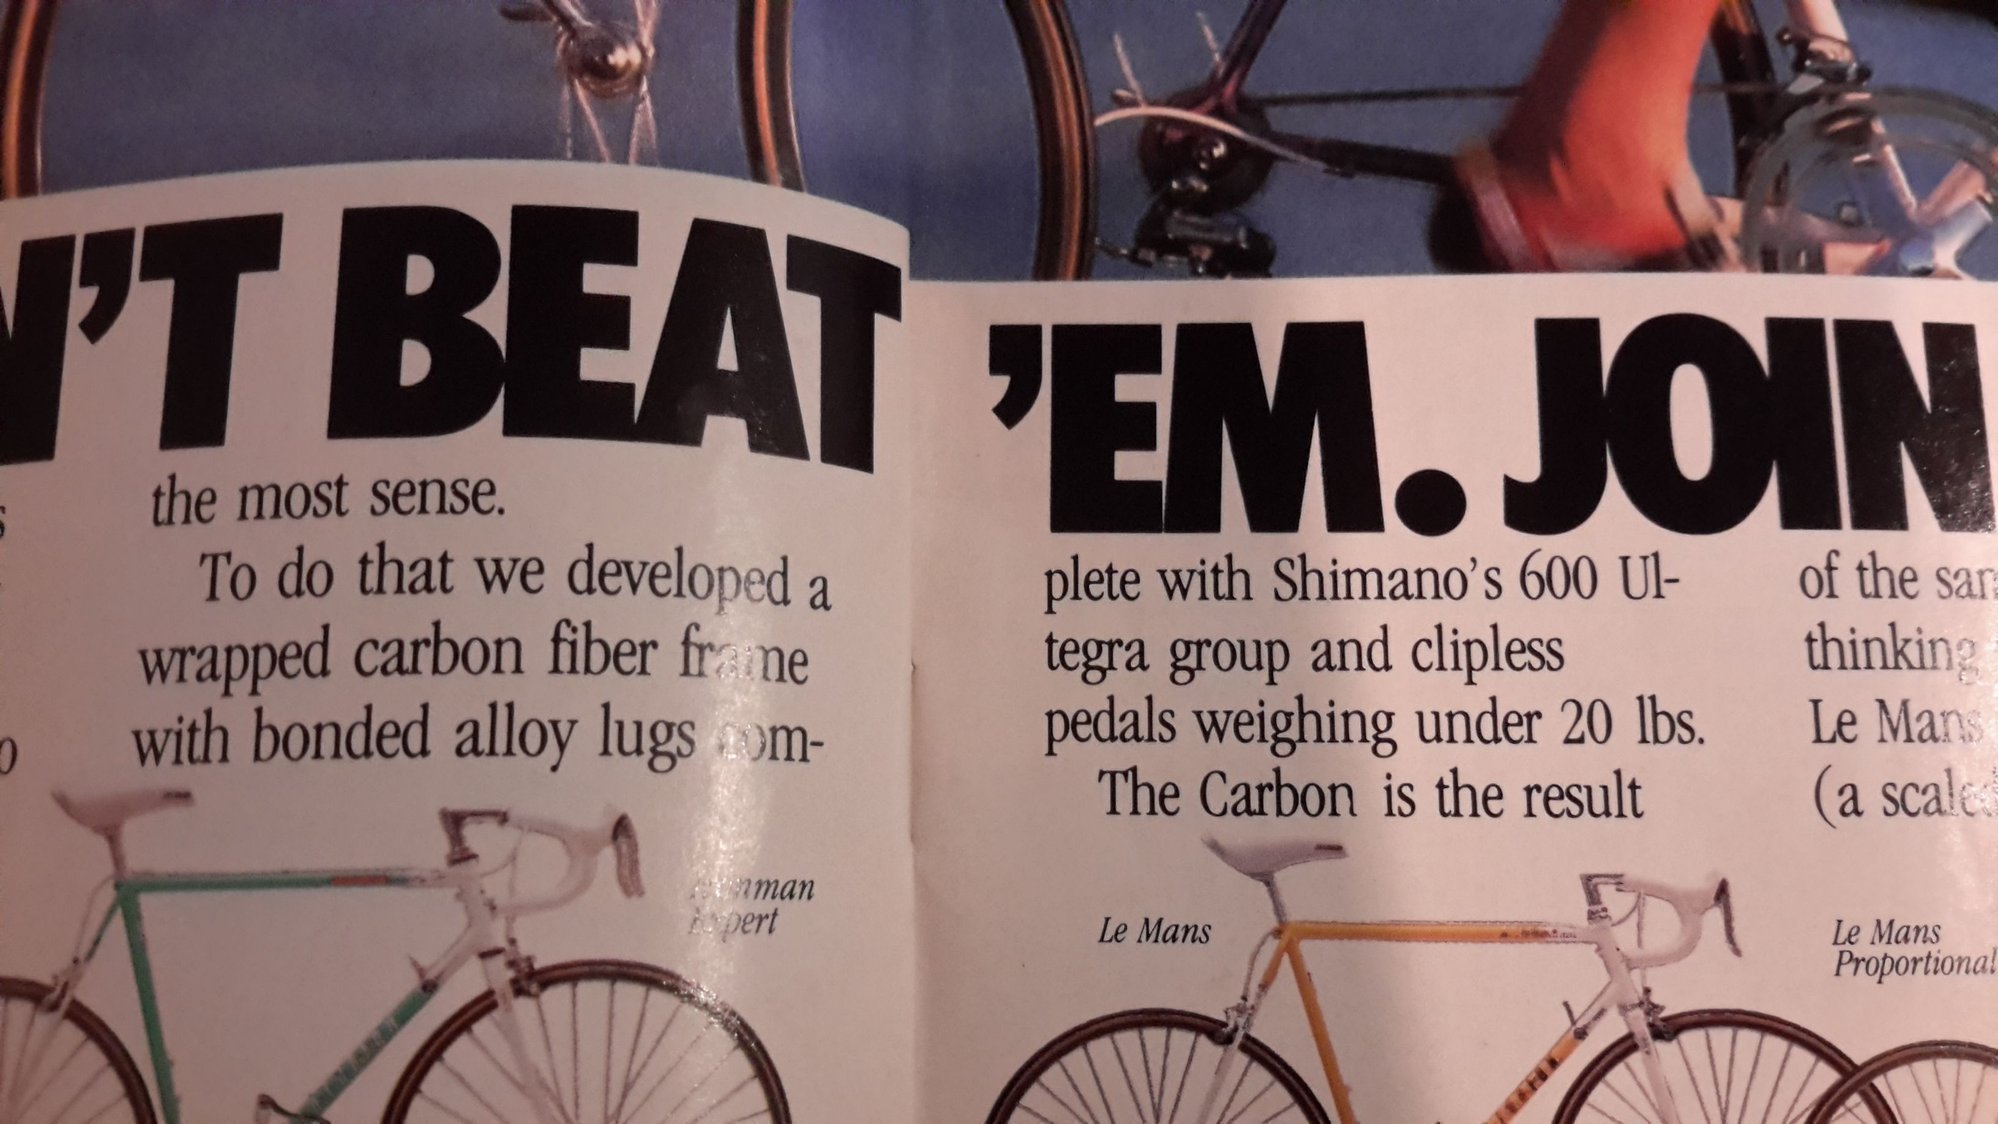 N'T BEAT 'EM. JOIN
the most sense.
To do that we developed a
wrapped carbon fiber frame
with bonded alloy lugs com-
plete with Shimano's 600 Ul-
tegra group and clipless
pedals weighing under 20 lbs.
The Carbon is the result
of the
thinking
Le Mans
(a
Expert
Le Mans
Le Mans
Proportional